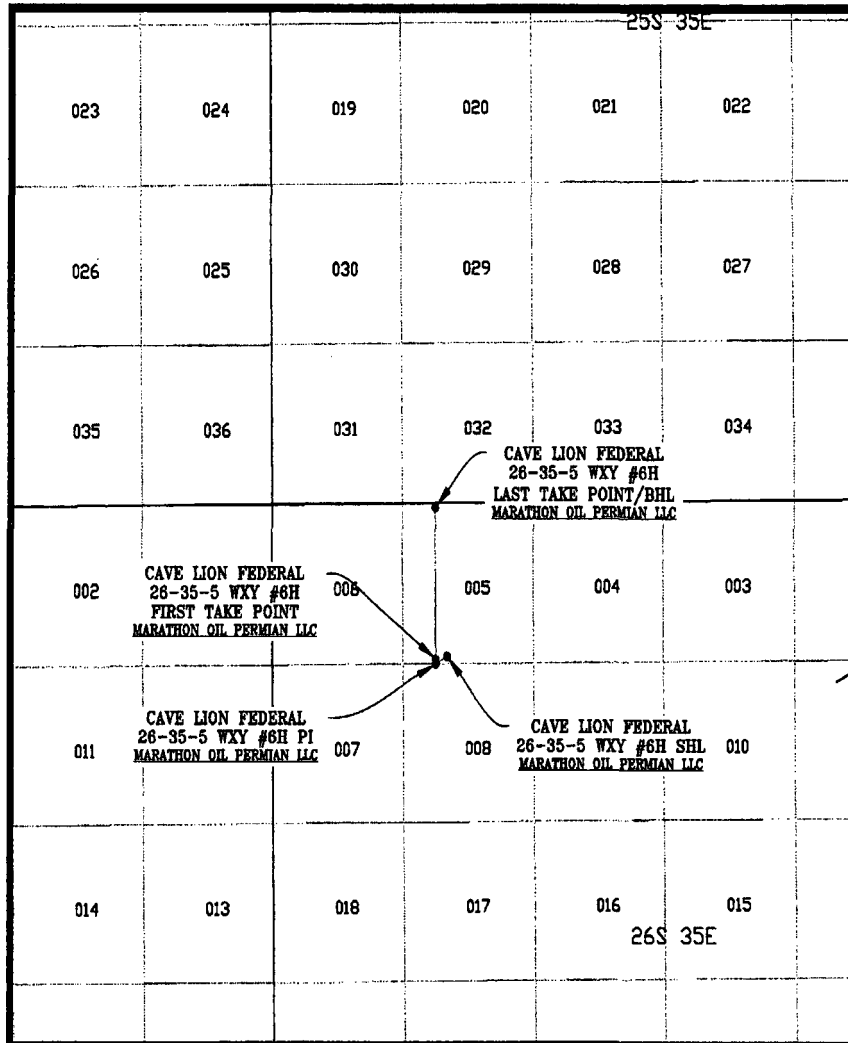 25S 35E
023 024 019 020 021 022
026 025 030 029 028 027
035 036 031 032 033 034
CAVE LION FEDERAL
26-35-5 WXY #6H
LAST TAKE POINT/BHL
MARATHON OIL PERMIAN LLC
002 006 005 004 003
CAVE LION FEDERAL
26-35-5 WXY #6H
FIRST TAKE POINT
MARATHON OIL PERMIAN LLC
CAVE LION FEDERAL
26-35-5 WXY #6H PI
MARATHON OIL PERMIAN LLC
011 007 008 010
CAVE LION FEDERAL
26-35-5 WXY #6H SHL
MARATHON OIL PERMIAN LLC
014 013 018 017 016 015
26S 35E